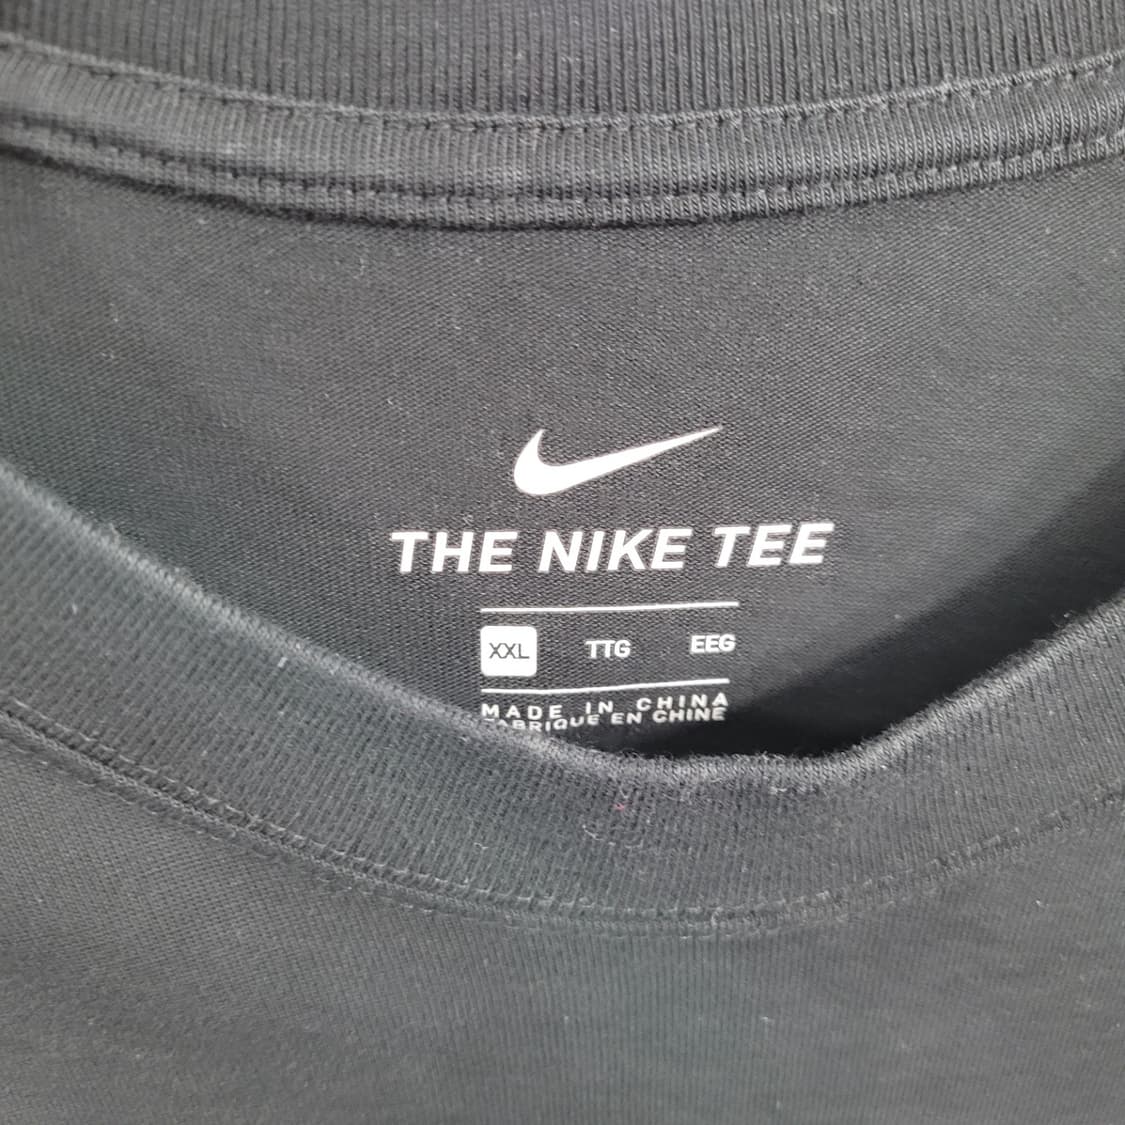 THE NIKE TEE
XXL TTG EEG
MADE IN CHINA
FABRIQUE EN CHINE